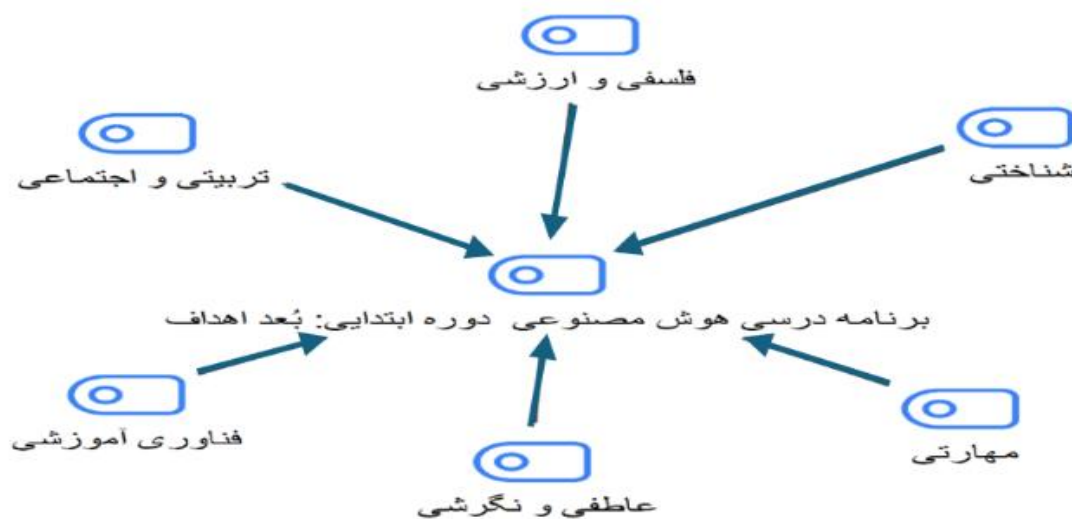 فلسفی و ارزشی
شناختی
تربیتی و اجتماعی
برنامه درسی هوش مصنوعی دوره ابتدایی: بُعد اهداف
مهارتی
فناوری آموزشی
عاطفی و نگرشی